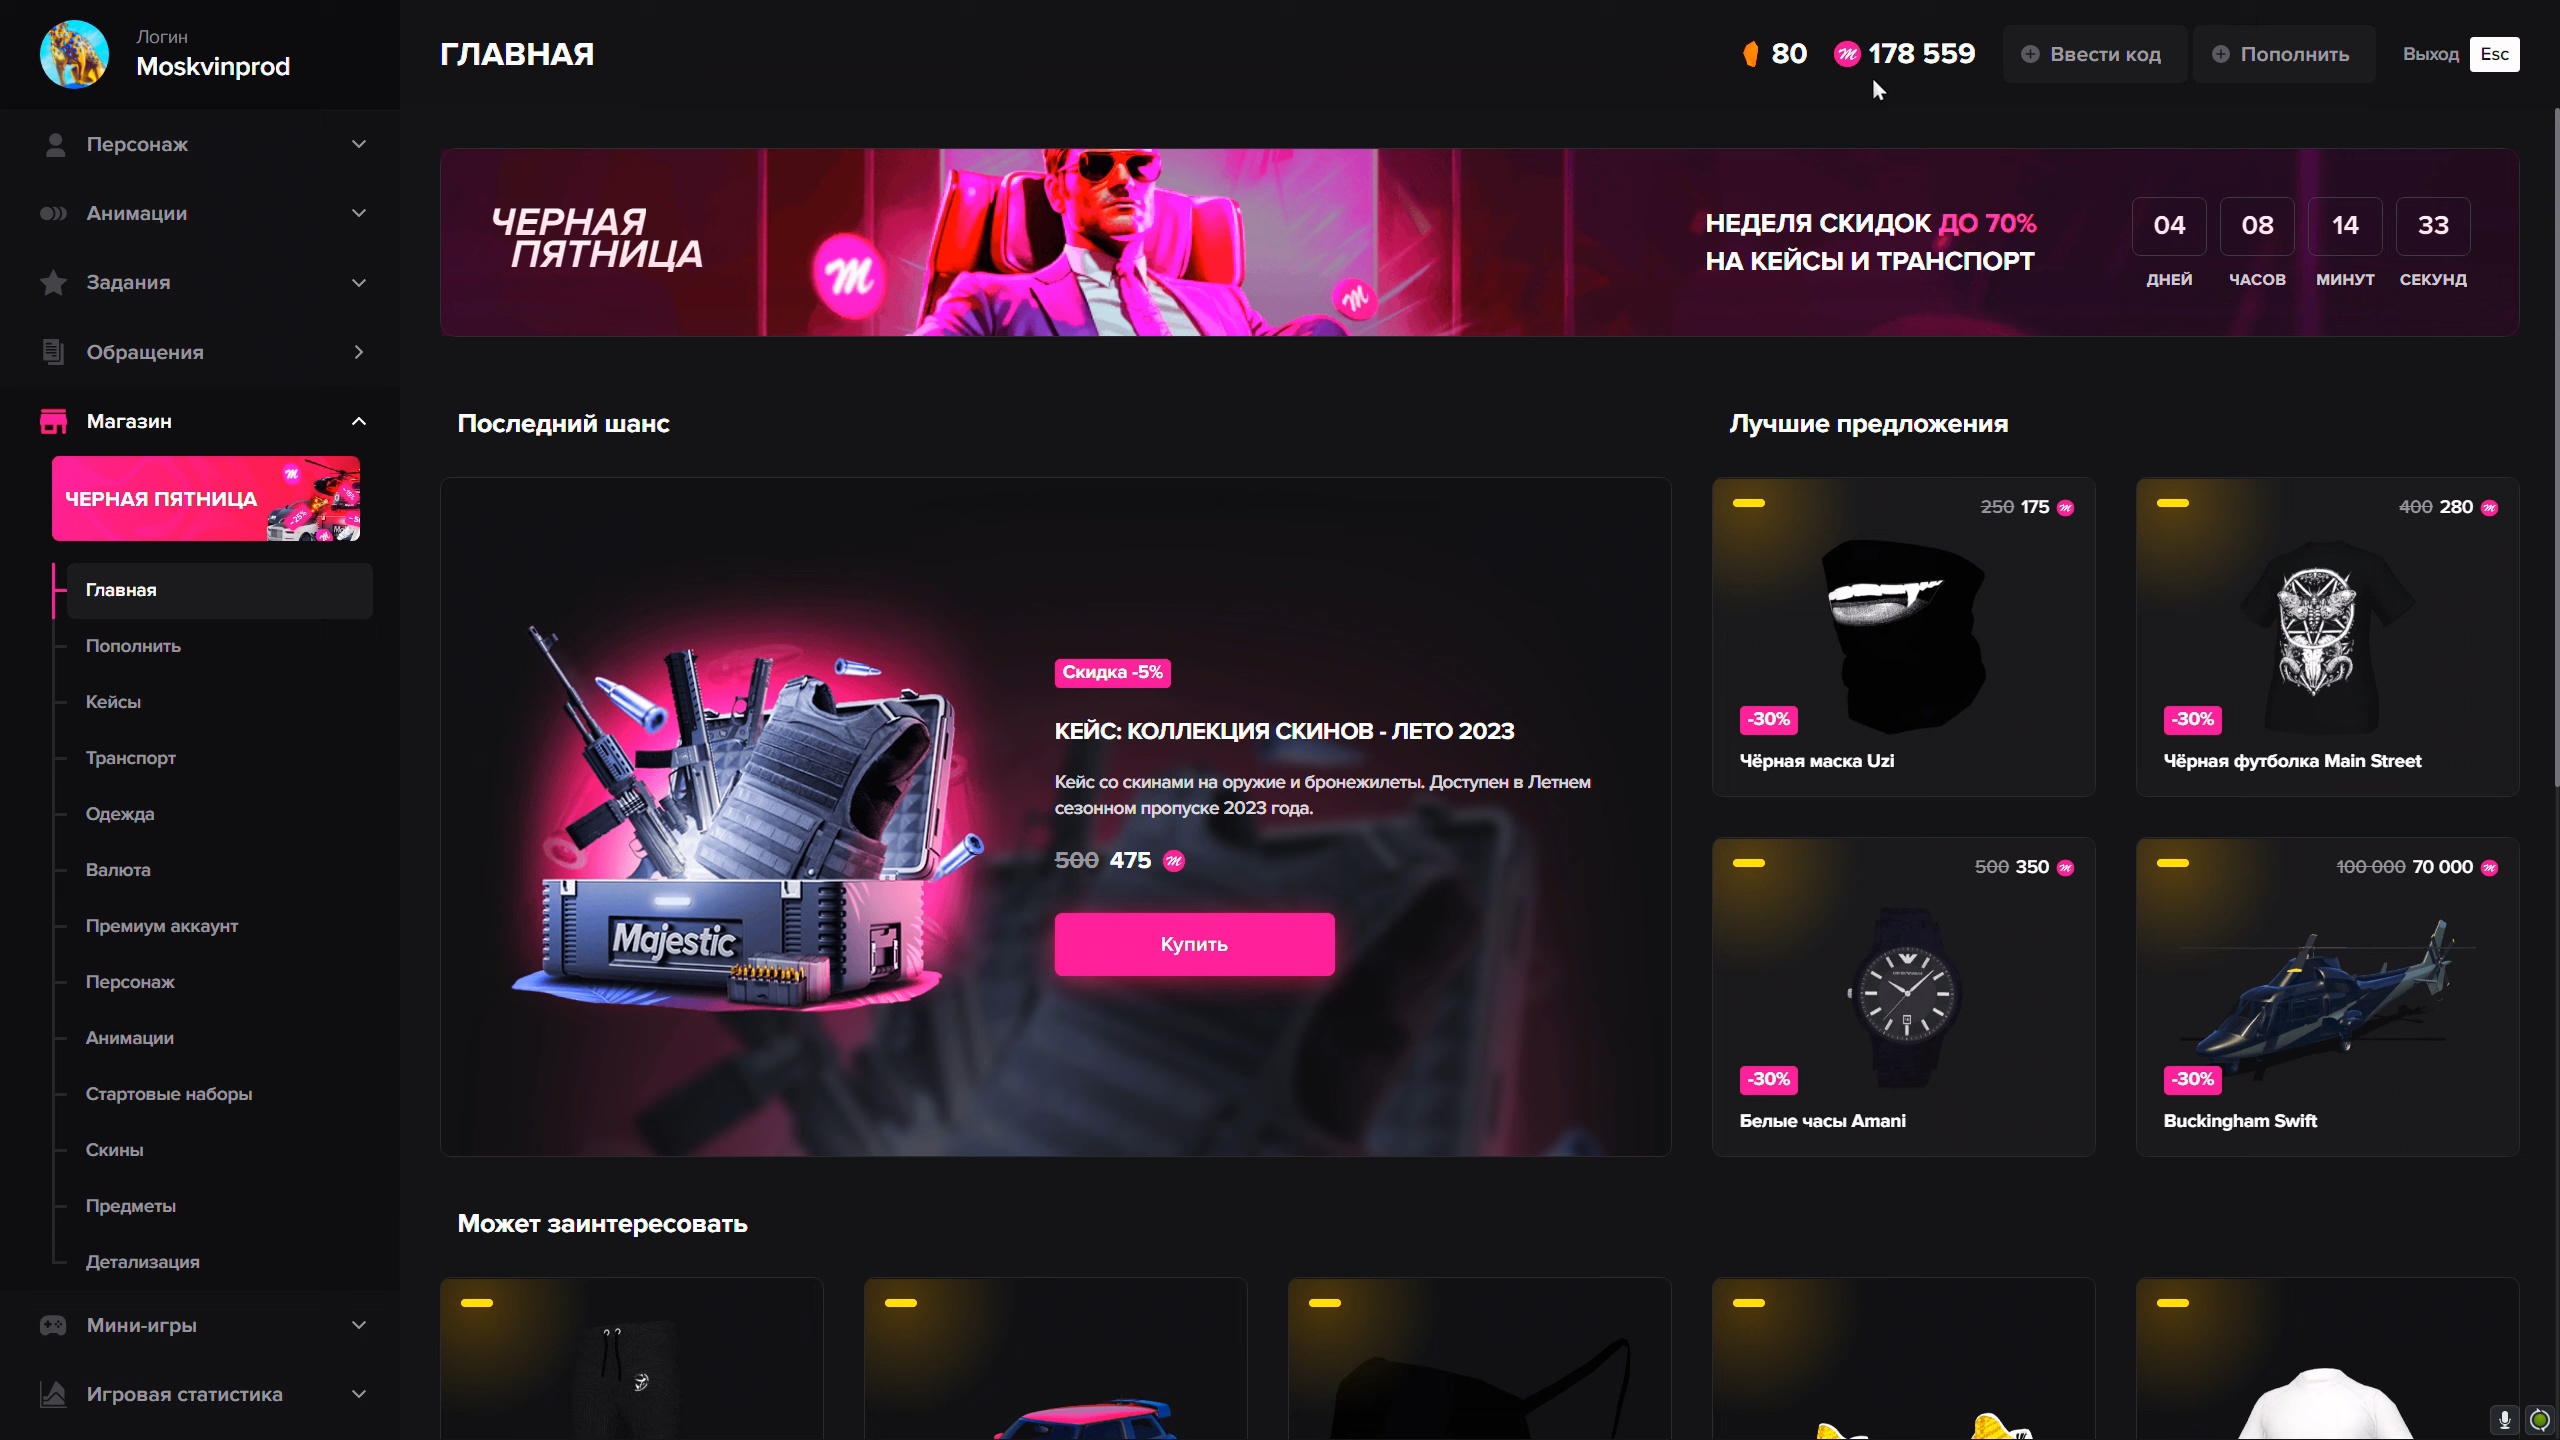 Логин
Moskvinprod
ГЛАВНАЯ
80
178 559
Ввести код
Пополнить
Выход
Esc
Персонаж
Анимации
Задания
Обращения
Магазин
ЧЕРНАЯ ПЯТНИЦА
Главная
Пополнить
Кейсы
Транспорт
Одежда
Валюта
Премиум аккаунт
Персонаж
Анимации
Стартовые наборы
Скины
Предметы
Детализация
Мини-игры
Игровая статистика
ЧЕРНАЯ
ПЯТНИЦА
НЕДЕЛЯ СКИДОК ДО 70%
НА КЕЙСЫ И ТРАНСПОРТ
04
08
14
33
ДНЕЙ
ЧАСОВ
МИНУТ
СЕКУНД
Последний шанс
Majestic
Скидка -5%
КЕЙС: КОЛЛЕКЦИЯ СКИНОВ - ЛЕТО 2023
Кейс со скинами на оружие и бронежилеты. Доступен в Летнем
сезонном пропуске 2023 года.
500 475
Купить
Лучшие предложения
250 175
-30%
Чёрная маска Uzi
400 280
-30%
Чёрная футболка Main Street
500 350
-30%
Белые часы Amani
100 000 70 000
-30%
Buckingham Swift
Может заинтересовать